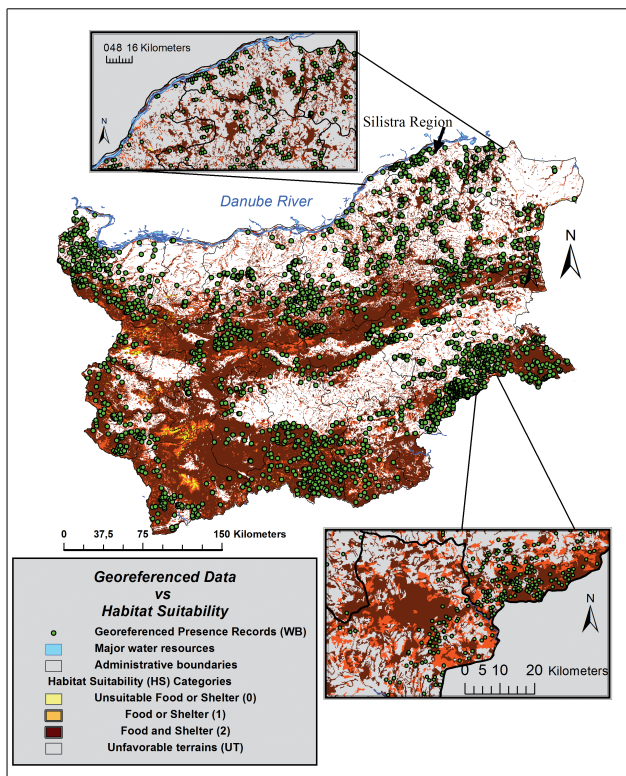 048 16 Kilometers
N
Silistra Region
Danube River
N
0 37,5 75 150 Kilometers
N
0 5 10 20 Kilometers
Georeferenced Data
vs
Habitat Suitability
Georeferenced Presence Records (WB)
Major water resources
Administrative boundaries
Habitat Suitability (HS) Categories
Unsuitable Food or Shelter (0)
Food or Shelter (1)
Food and Shelter (2)
Unfavorable terrains (UT)